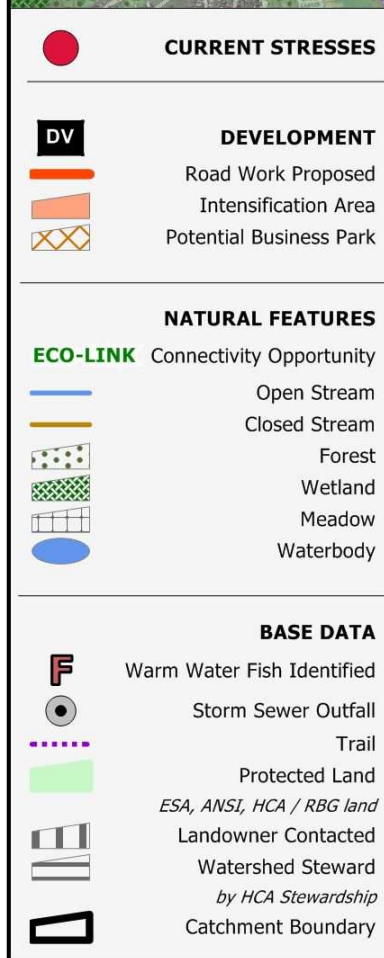 CURRENT STRESSES
DV DEVELOPMENT
Road Work Proposed
Intensification Area
Potential Business Park
NATURAL FEATURES
ECO-LINK Connectivity Opportunity
Open Stream
Closed Stream
Forest
Wetland
Meadow
Waterbody
BASE DATA
F Warm Water Fish Identified
Storm Sewer Outfall
Trail
Protected Land
ESA, ANSI, HCA / RBG land
Landowner Contacted
Watershed Steward
by HCA Stewardship
Catchment Boundary